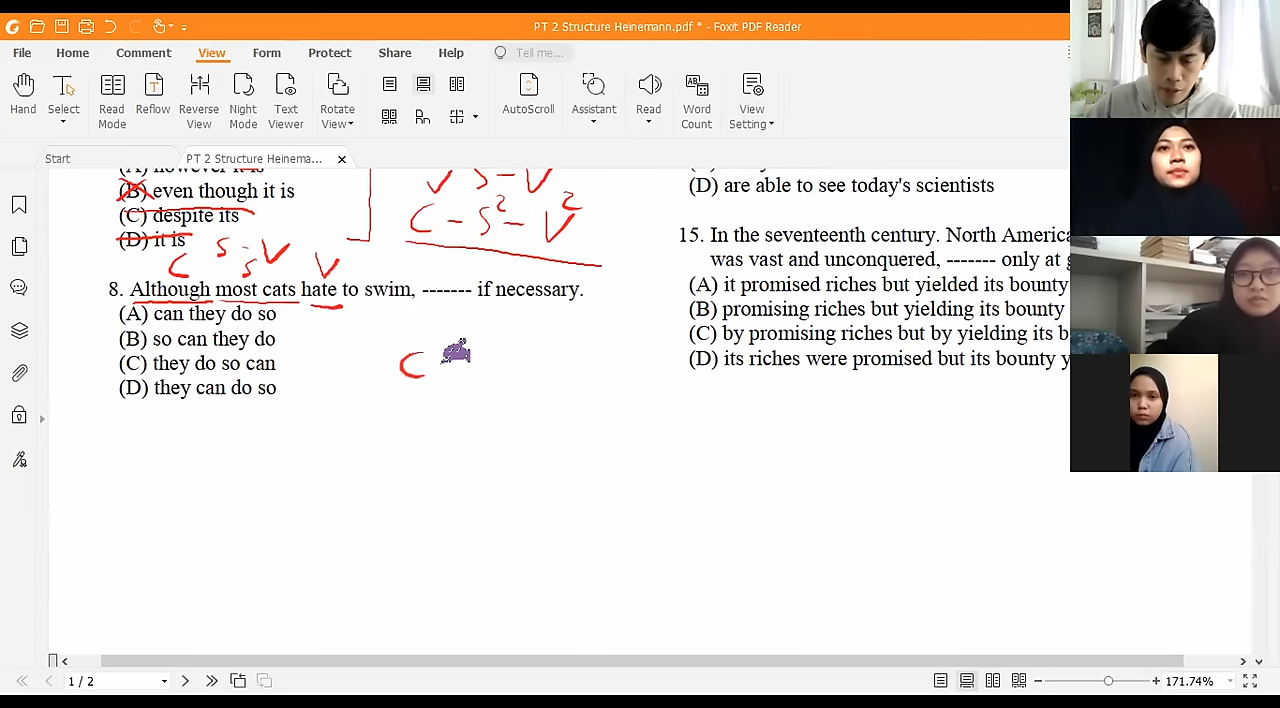 PT 2 Structure Heinemann.pdf * - Foxit PDF Reader
File Home Comment View Form Protect Share Help Tell me...
Hand Select Read Mode Reflow Reverse View Night Mode Text Viewer Rotate View AutoScroll Assistant Read Word Count View Setting
Start PT 2 Structure Heinema... ×
(A) however it is
(B) even though it is
(C) despite its
(D) it is
V S - V
C - S² - V²
S - V
C S V
8. Although most cats hate to swim, ------- if necessary.
(A) can they do so
(B) so can they do
(C) they do so can
(D) they can do so
C
(D) are able to see today's scientists
15. In the seventeenth century. North America
was vast and unconquered, ------- only at
(A) it promised riches but yielded its bounty
(B) promising riches but yielding its bounty
(C) by promising riches but by yielding its b
(D) its riches were promised but its bounty y
1 / 2
171.74%